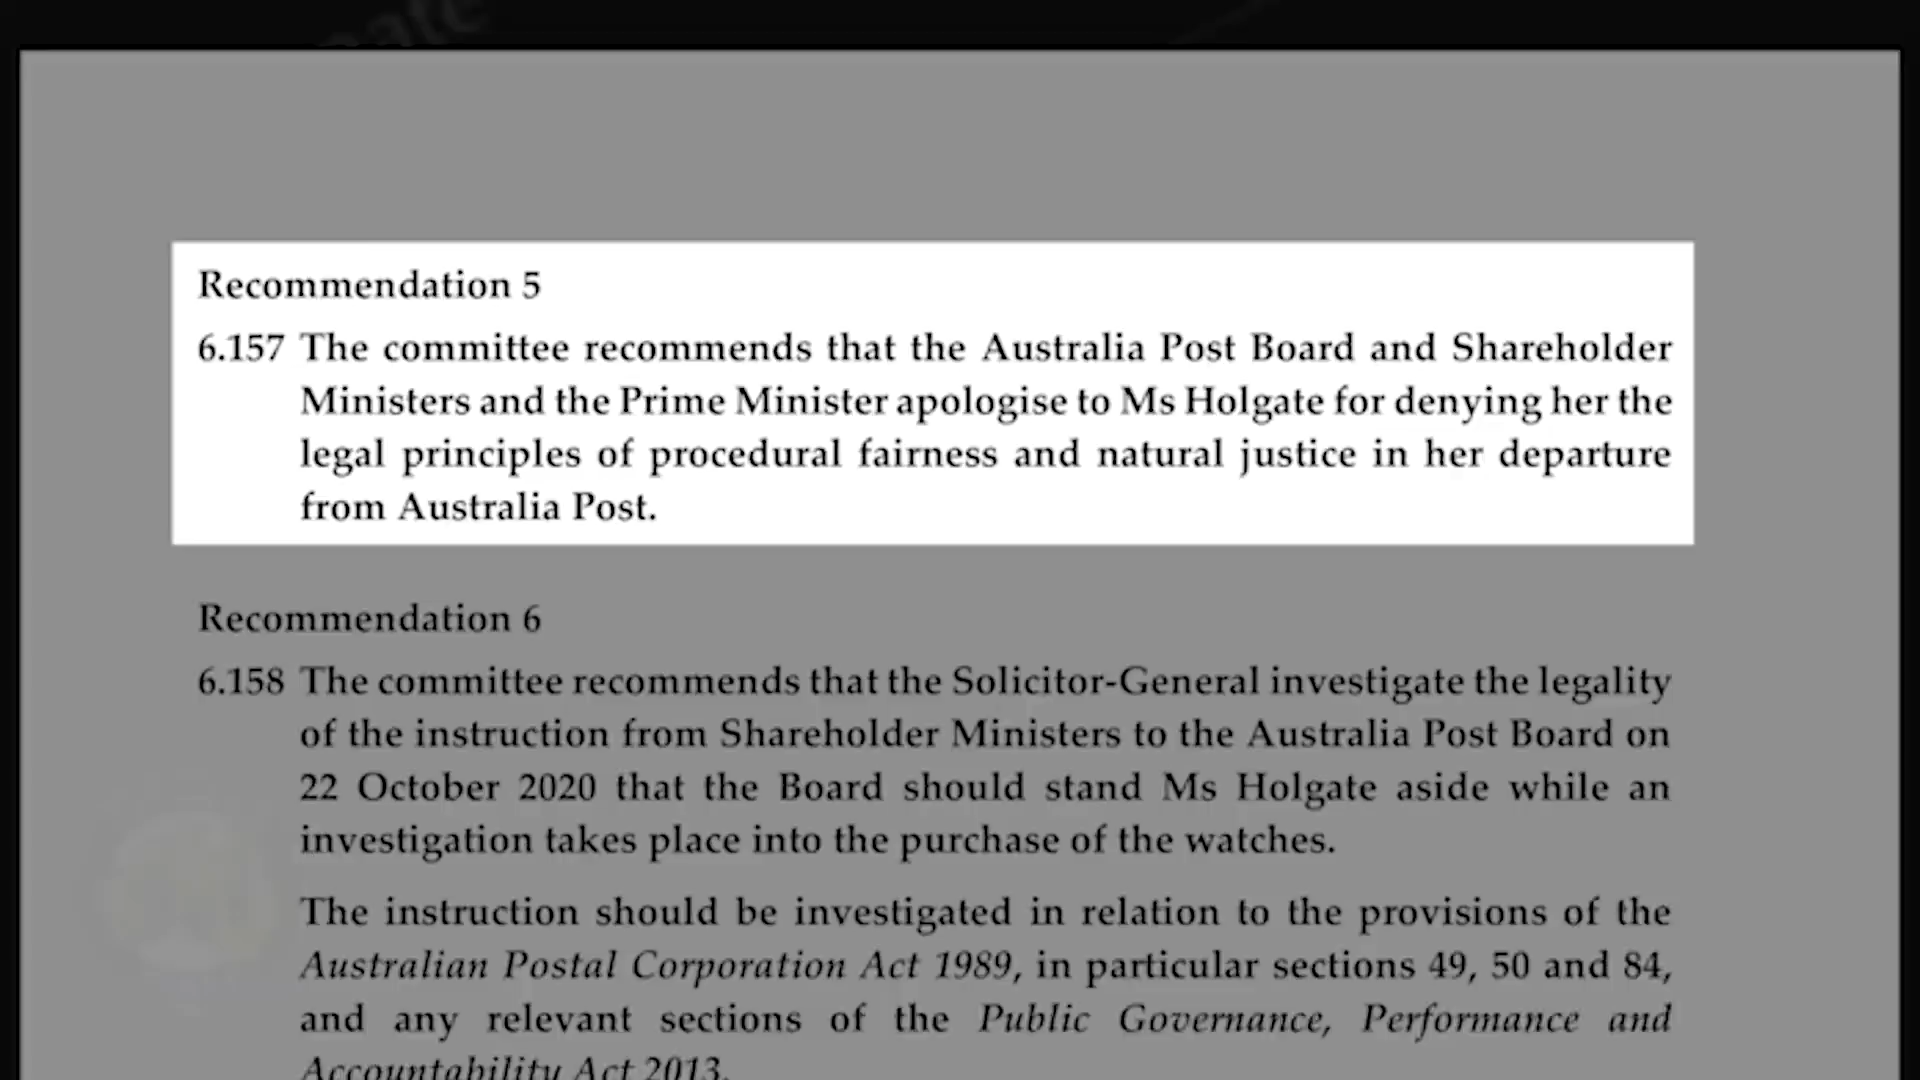 Recommendation 5
6.157 The committee recommends that the Australia Post Board and Shareholder
Ministers and the Prime Minister apologise to Ms Holgate for denying her the
legal principles of procedural fairness and natural justice in her departure
from Australia Post.
Recommendation 6
6.158 The committee recommends that the Solicitor-General investigate the legality
of the instruction from Shareholder Ministers to the Australia Post Board on
22 October 2020 that the Board should stand Ms Holgate aside while an
investigation takes place into the purchase of the watches.
The instruction should be investigated in relation to the provisions of the
Australian Postal Corporation Act 1989, in particular sections 49, 50 and 84,
and any relevant sections of the Public Governance, Performance and
Accountability Act 2013.